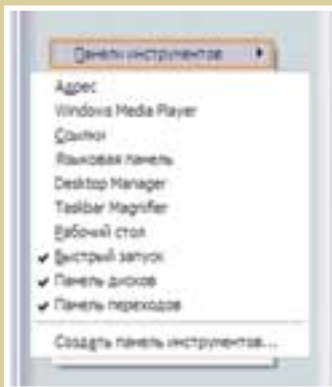 Панели инструментов
Адрес
Windows Media Player
Ссылки
Языковая панель
Desktop Manager
Taskbar Magnifier
Рабочий стол
Быстрый запуск
Панель дисков
Панель переходов
Создать панель инструментов...